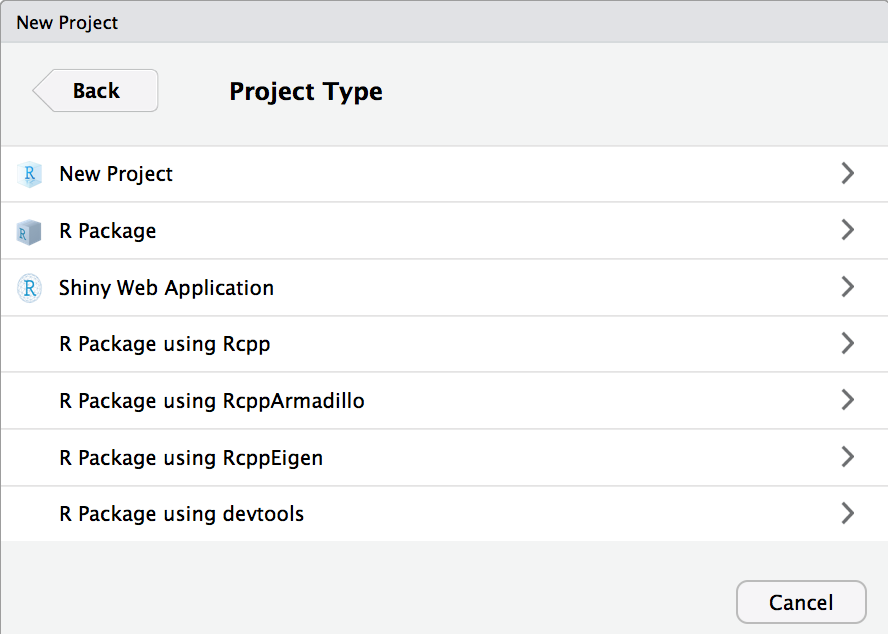 New Project
Back
Project Type
R New Project
R R Package
R Shiny Web Application
R Package using Rcpp
R Package using RcppArmadillo
R Package using RcppEigen
R Package using devtools
Cancel